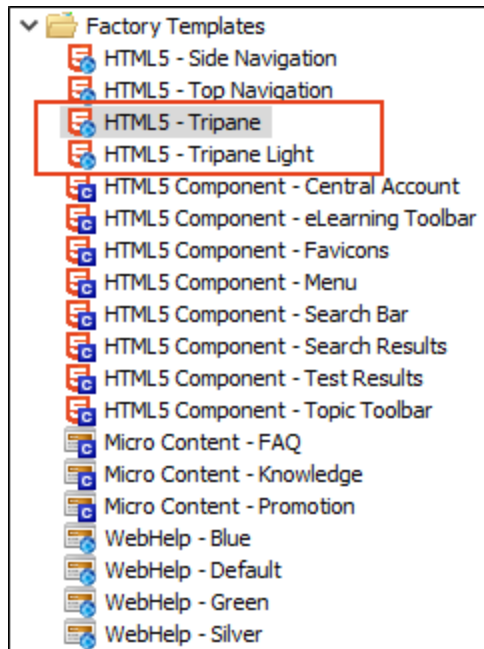 Factory Templates
HTML5 - Side Navigation
HTML5 - Top Navigation
HTML5 - Tripane
HTML5 - Tripane Light
HTML5 Component - Central Account
HTML5 Component - eLearning Toolbar
HTML5 Component - Favicons
HTML5 Component - Menu
HTML5 Component - Search Bar
HTML5 Component - Search Results
HTML5 Component - Test Results
HTML5 Component - Topic Toolbar
Micro Content - FAQ
Micro Content - Knowledge
Micro Content - Promotion
WebHelp - Blue
WebHelp - Default
WebHelp - Green
WebHelp - Silver